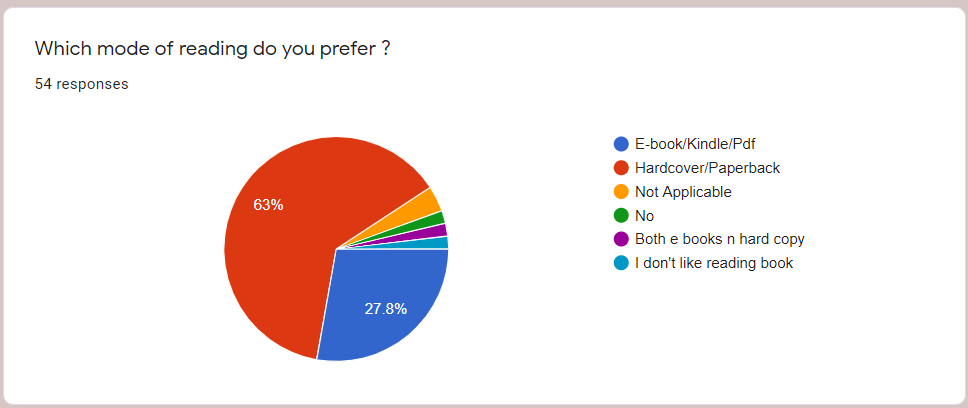 Which mode of reading do you prefer ?
54 responses
63%
27.8%
E-book/Kindle/Pdf
Hardcover/Paperback
Not Applicable
No
Both e books n hard copy
I don't like reading book